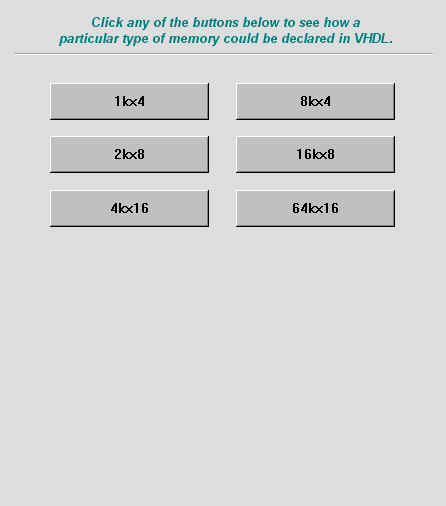 Click any of the buttons below to see how a
particular type of memory could be declared in VHDL.
1kx4
8kx4
2kx8
16kx8
4kx16
64kx16